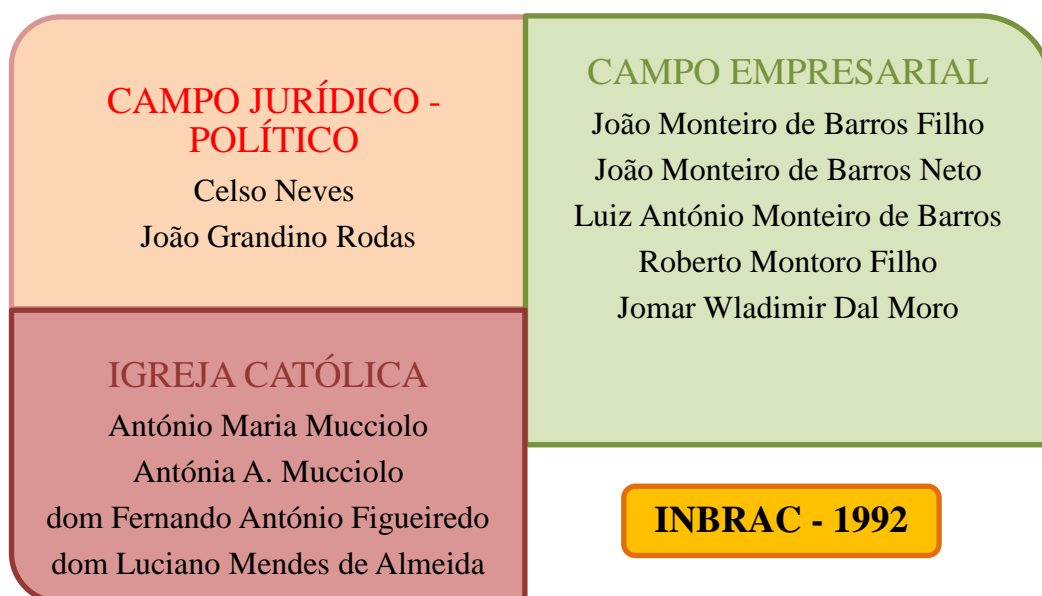 CAMPO JURÍDICO -
POLÍTICO
Celso Neves
João Grandino Rodas
CAMPO EMPRESARIAL
João Monteiro de Barros Filho
João Monteiro de Barros Neto
Luiz António Monteiro de Barros
Roberto Montoro Filho
Jomar Wladimir Dal Moro
IGREJA CATÓLICA
António Maria Mucciolo
Antónia A. Mucciolo
dom Fernando António Figueiredo
dom Luciano Mendes de Almeida
INBRAC - 1992